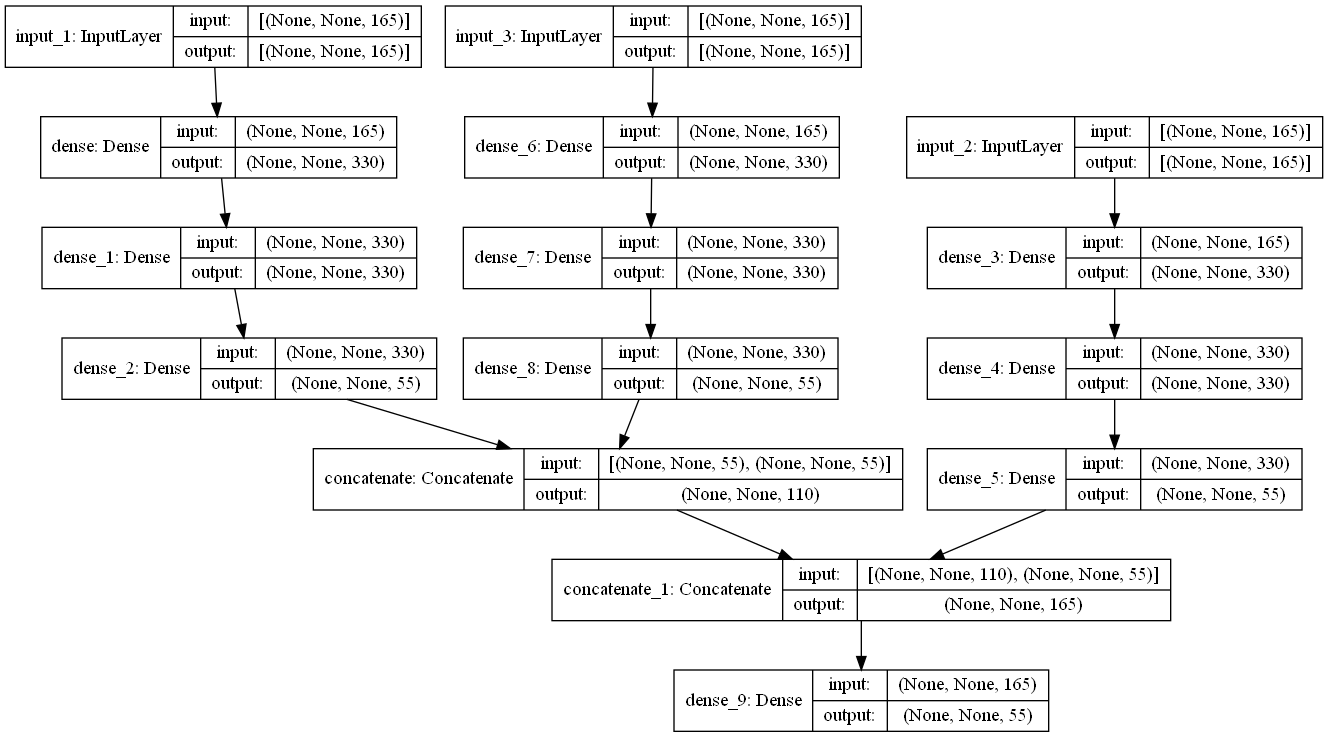 input_1: InputLayer
input: [(None, None, 165)]
output: [(None, None, 165)]
input_3: InputLayer
input: [(None, None, 165)]
output: [(None, None, 165)]
dense: Dense
input: (None, None, 165)
output: (None, None, 330)
dense_6: Dense
input: (None, None, 165)
output: (None, None, 330)
input_2: InputLayer
input: [(None, None, 165)]
output: [(None, None, 165)]
dense_1: Dense
input: (None, None, 330)
output: (None, None, 330)
dense_7: Dense
input: (None, None, 330)
output: (None, None, 330)
dense_3: Dense
input: (None, None, 165)
output: (None, None, 330)
dense_2: Dense
input: (None, None, 330)
output: (None, None, 55)
dense_8: Dense
input: (None, None, 330)
output: (None, None, 55)
dense_4: Dense
input: (None, None, 330)
output: (None, None, 330)
concatenate: Concatenate
input: [(None, None, 55), (None, None, 55)]
output: (None, None, 110)
dense_5: Dense
input: (None, None, 330)
output: (None, None, 55)
concatenate_1: Concatenate
input: [(None, None, 110), (None, None, 55)]
output: (None, None, 165)
dense_9: Dense
input: (None, None, 165)
output: (None, None, 55)